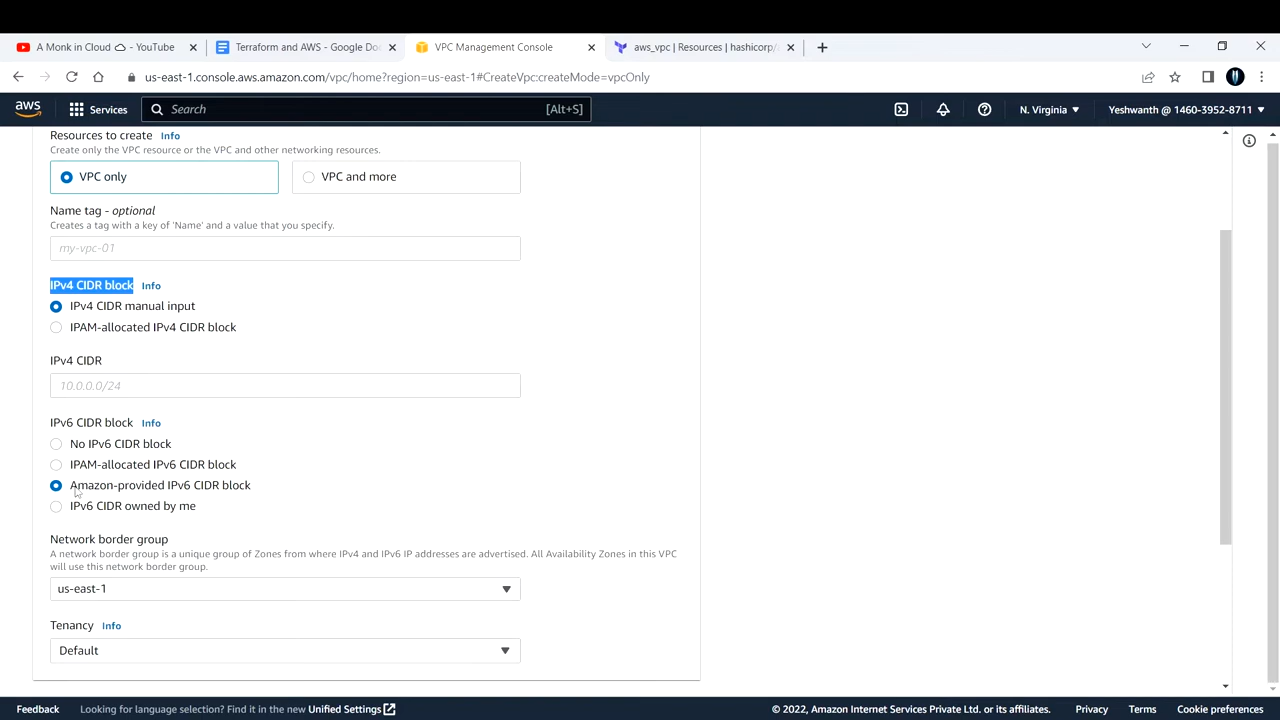 A Monk in Cloud - YouTube
Terraform and AWS - Google Do
VPC Management Console
aws_vpc | Resources | hashicorp/
us-east-1.console.aws.amazon.com/vpc/home?region=us-east-1#CreateVpc:createMode=vpcOnly
aws
Services
Search
[Alt+S]
N. Virginia
Yeshwanth @ 1460-3952-8711
Resources to create Info
Create only the VPC resource or the VPC and other networking resources.
VPC only
VPC and more
Name tag - optional
Creates a tag with a key of 'Name' and a value that you specify.
my-vpc-01
IPv4 CIDR block Info
IPv4 CIDR manual input
IPAM-allocated IPv4 CIDR block
IPv4 CIDR
10.0.0.0/24
IPv6 CIDR block Info
No IPv6 CIDR block
IPAM-allocated IPv6 CIDR block
Amazon-provided IPv6 CIDR block
IPv6 CIDR owned by me
Network border group
A network border group is a unique group of Zones from where IPv4 and IPv6 IP addresses are advertised. All Availability Zones in this VPC
will use this network border group.
us-east-1
Tenancy Info
Default
Feedback
Looking for language selection? Find it in the new Unified Settings
© 2022, Amazon Internet Services Private Ltd. or its affiliates.
Privacy
Terms
Cookie preferences